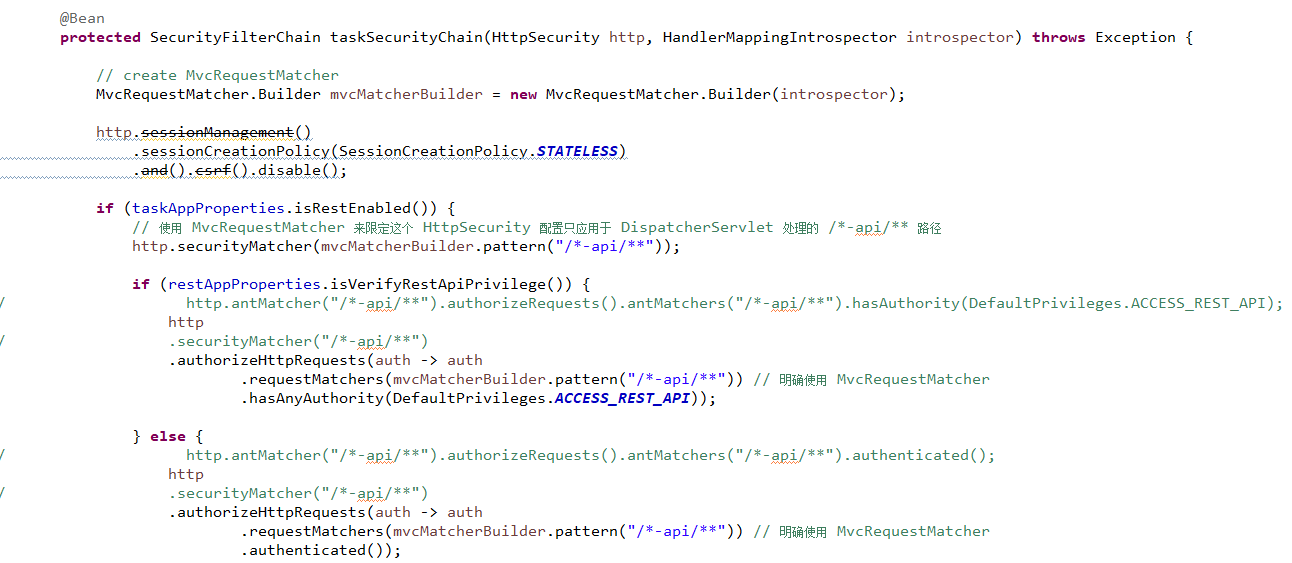 @Bean
protected SecurityFilterChain taskSecurityChain(HttpSecurity http, HandlerMappingIntrospector introspector) throws Exception {
// create MvcRequestMatcher
MvcRequestMatcher.Builder mvcMatcherBuilder = new MvcRequestMatcher.Builder(introspector);
http.sessionManagement()
.sessionCreationPolicy(SessionCreationPolicy.STATELESS)
.and().csrf().disable();
if (taskAppProperties.isRestEnabled()) {
// 使用 MvcRequestMatcher 来限定这个 HttpSecurity 配置只应用于 DispatcherServlet 处理的 /*-api/** 路径
http.securityMatcher(mvcMatcherBuilder.pattern("/*-api/**"));
if (restAppProperties.isVerifyRestApiPrivilege()) {
/ http.antMatcher("/*-api/**").authorizeRequests().antMatchers("/*-api/**").hasAuthority(DefaultPrivileges.ACCESS_REST_API);
http
/ .securityMatcher("/*-api/**")
.authorizeHttpRequests(auth -> auth
.requestMatchers(mvcMatcherBuilder.pattern("/*-api/**")) // 明确使用 MvcRequestMatcher
.hasAnyAuthority(DefaultPrivileges.ACCESS_REST_API));
} else {
/ http.antMatcher("/*-api/**").authorizeRequests().antMatchers("/*-api/**").authenticated();
http
/ .securityMatcher("/*-api/**")
.authorizeHttpRequests(auth -> auth
.requestMatchers(mvcMatcherBuilder.pattern("/*-api/**")) // 明确使用 MvcRequestMatcher
.authenticated());